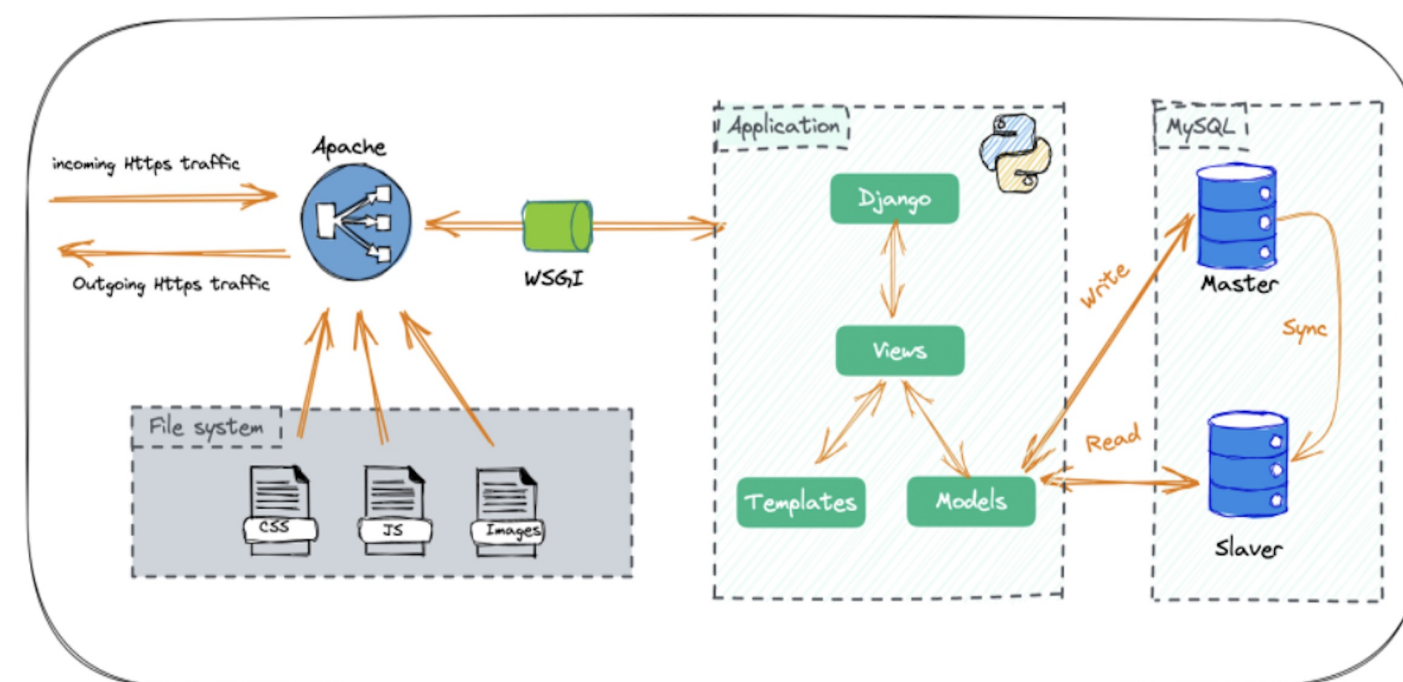 incoming Https traffic
Outgoing Https traffic
Apache
WSGI
File system
CSS
JS
Images
Application
Django
Views
Templates
Models
Write
Read
MySQL
Master
Sync
Slaver